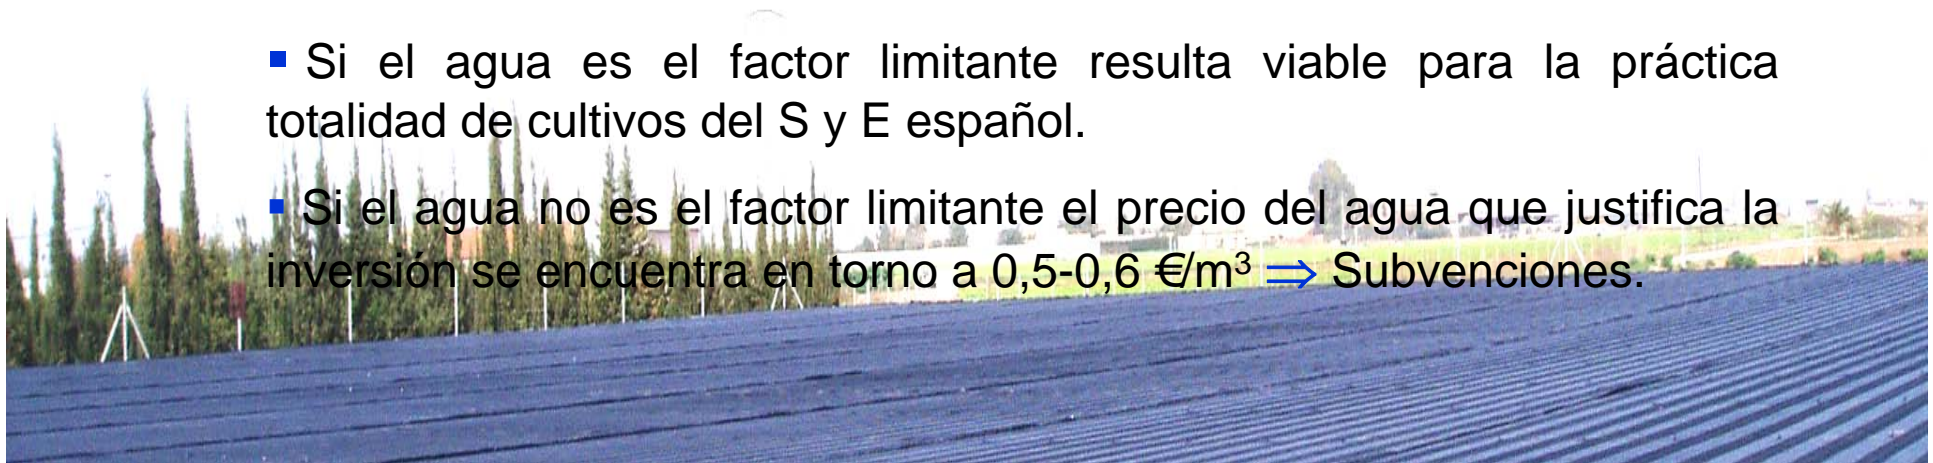 ▪ Si el agua es el factor limitante resulta viable para la práctica
totalidad de cultivos del S y E español.
▪ Si el agua no es el factor limitante el precio del agua que justifica la
inversión se encuentra en torno a 0,5-0,6 €/m³ ⇒ Subvenciones.